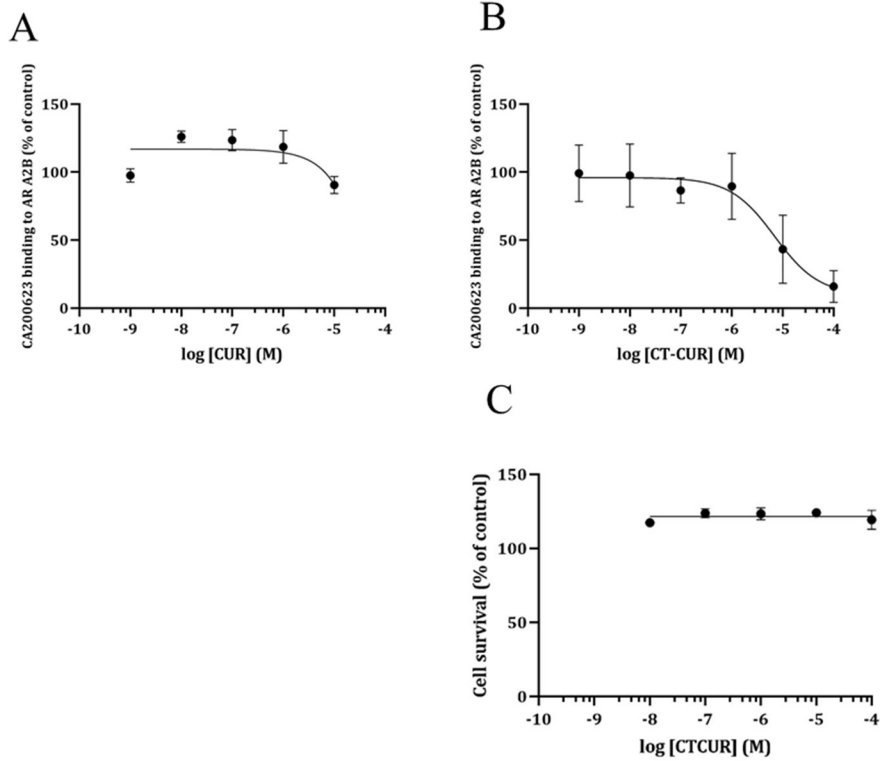 A
CA200623 binding to AR A2B (% of control)
150
100
50
0
-10 -9 -8 -7 -6 -5 -4
log [CUR] (M)
B
CA200623 binding to AR A2B (% of control)
150
100
50
0
-10 -9 -8 -7 -6 -5 -4
log [CT-CUR] (M)
C
Cell survival (% of control)
150
100
50
0
-10 -9 -8 -7 -6 -5 -4
log [CTCUR] (M)